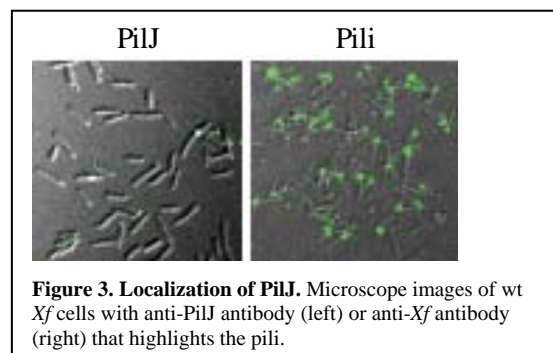 PilJ Pili
Figure 3. Localization of PilJ. Microscope images of wt
Xf cells with anti-PilJ antibody (left) or anti-Xf antibody
(right) that highlights the pili.